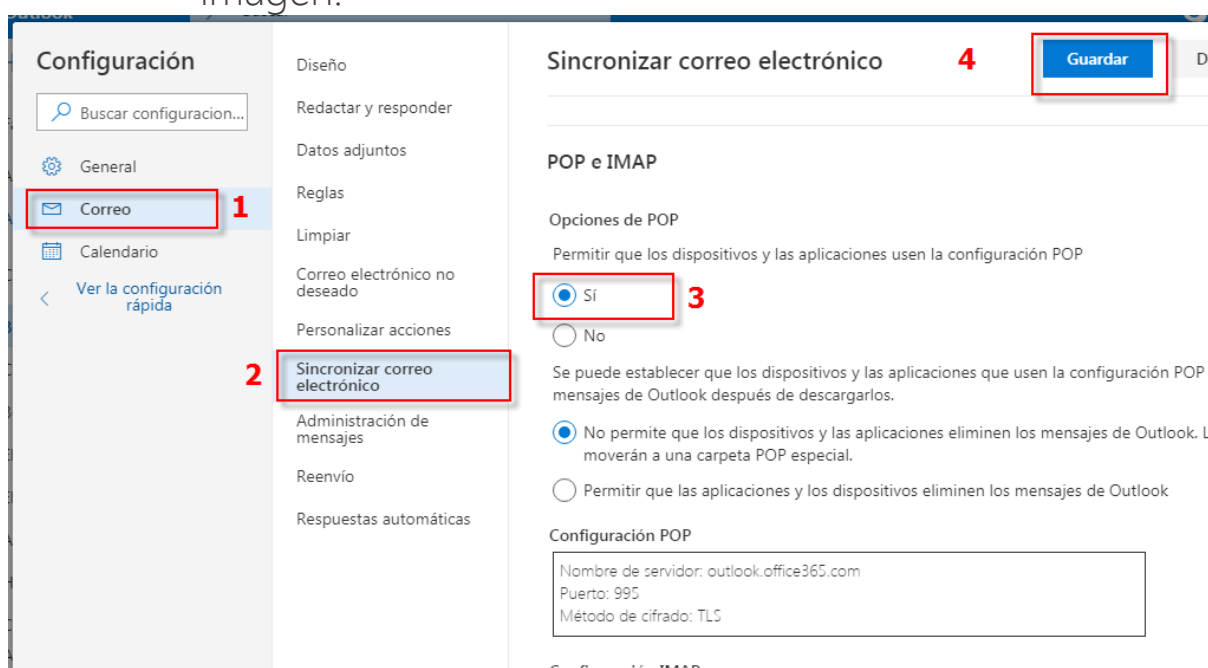 imagen.
Outlook
Configuración
Buscar configuracion...
General
Correo
1
Calendario
Ver la configuración
rápida
Diseño
Redactar y responder
Datos adjuntos
Reglas
Limpiar
Correo electrónico no
deseado
Personalizar acciones
2
Sincronizar correo
electrónico
Administración de
mensajes
Reenvío
Respuestas automáticas
Sincronizar correo electrónico
4
Guardar
D
POP e IMAP
Opciones de POP
Permitir que los dispositivos y las aplicaciones usen la configuración POP
Sí
3
No
Se puede establecer que los dispositivos y las aplicaciones que usen la configuración POP
mensajes de Outlook después de descargarlos.
No permite que los dispositivos y las aplicaciones eliminen los mensajes de Outlook. L
moverán a una carpeta POP especial.
Permitir que las aplicaciones y los dispositivos eliminen los mensajes de Outlook
Configuración POP
Nombre de servidor: outlook.office365.com
Puerto: 995
Método de cifrado: TLS
Configuración IMAP